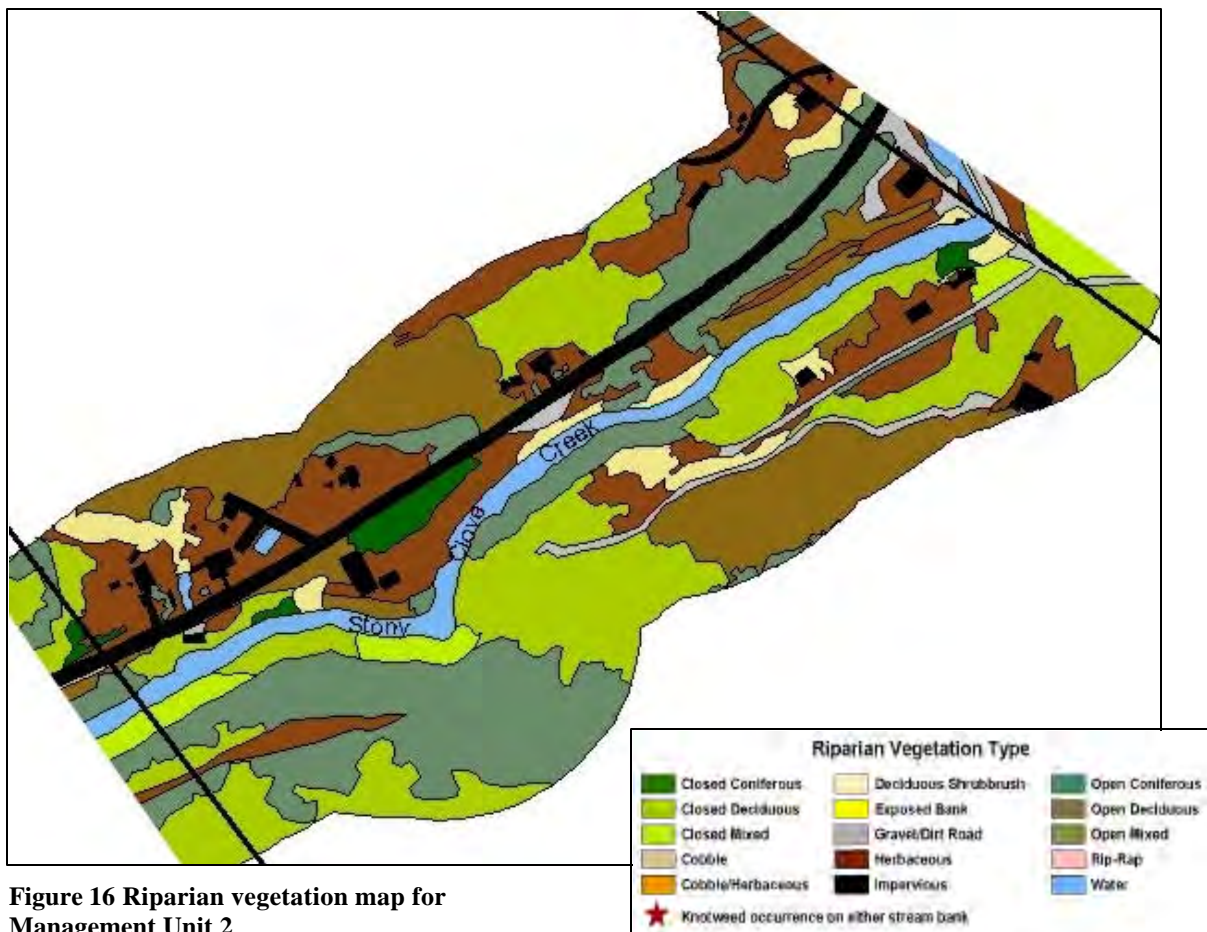 Creek
Clove
Stony
Riparian Vegetation Type
Closed Coniferous
Deciduous Shrubbrush
Open Coniferous
Closed Deciduous
Exposed Bank
Open Deciduous
Closed Mixed
Gravel/Dirt Road
Open Mixed
Cobble
Herbaceous
Rip-Rap
Cobble/Herbaceous
Impervious
Water
Knotweed occurrence on either stream bank
Figure 16 Riparian vegetation map for
Management Unit 2